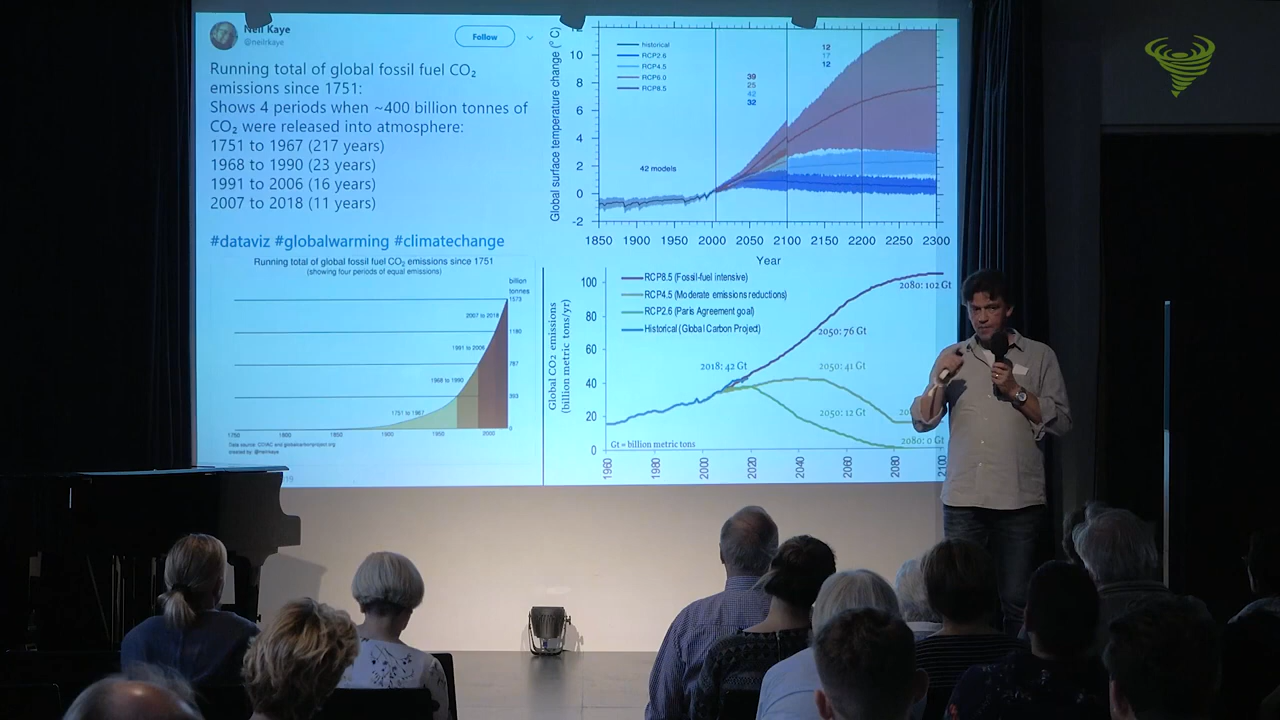 Neil Kaye
@neilrkaye
Follow
Running total of global fossil fuel CO₂
emissions since 1751:
Shows 4 periods when ~400 billion tonnes of
CO₂ were released into atmosphere:
1751 to 1967 (217 years)
1968 to 1990 (23 years)
1991 to 2006 (16 years)
2007 to 2018 (11 years)
#dataviz #globalwarming #climatechange
Running total of global fossil fuel CO₂ emissions since 1751
(showing four periods of equal emissions)
billion
tonnes
1573
2007 to 2018
1180
1991 to 2006
787
1968 to 1990
393
1751 to 1967
0
1750 1800 1850 1900 1950 2000
Data source: CDIAC and globalcarbonproject.org
created by: @neilrkaye
Global surface temperature change (°C)
12
10
8
6
4
2
0
-2
historical
RCP2.6
RCP4.5
RCP6.0
RCP8.5
12
17
12
39
25
42
32
42 models
1850 1900 1950 2000 2050 2100 2150 2200 2250 2300
Year
Global CO2 emissions
(billion metric tons/yr)
100
80
60
40
20
0
RCP8.5 (Fossil-fuel intensive)
RCP4.5 (Moderate emissions reductions)
RCP2.6 (Paris Agreement goal)
Historical (Global Carbon Project)
2080: 102 Gt
2050: 76 Gt
2018: 42 Gt
2050: 41 Gt
2050: 12 Gt
2080: 0 Gt
Gt = billion metric tons
1960 1980 2000 2020 2040 2060 2080 2100